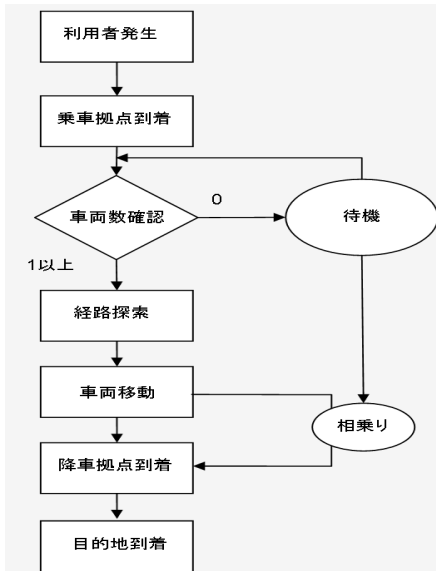 利用者発生
乗車拠点到着
車両数確認
0
待機
1以上
経路探索
車両移動
相乗り
降車拠点到着
目的地到着